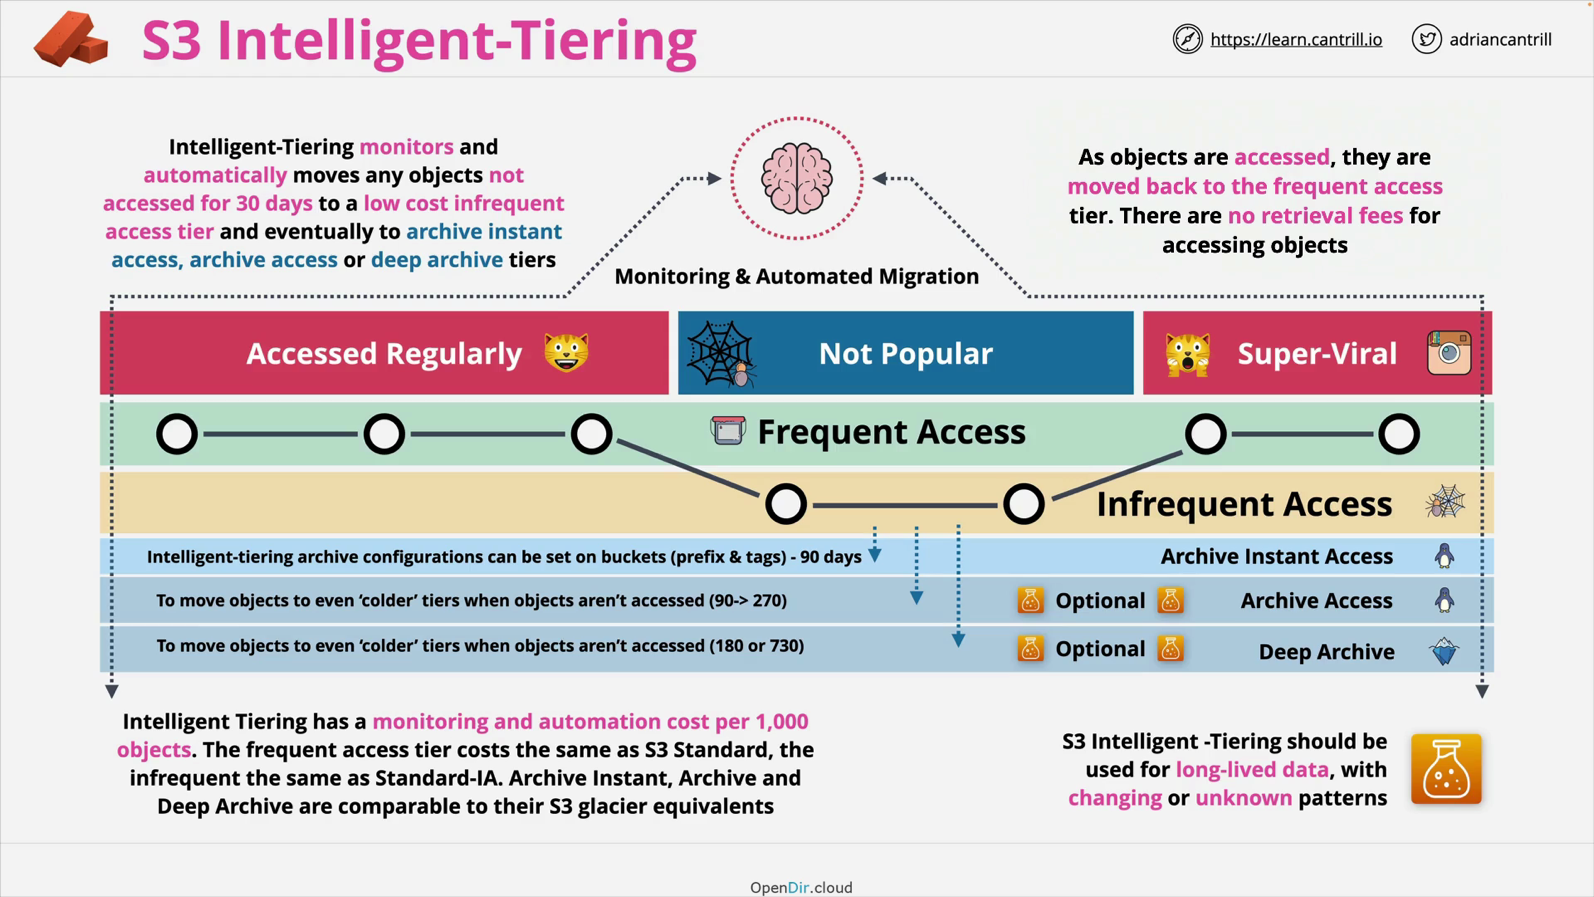 S3 Intelligent-Tiering
https://learn.cantrill.io
adriancantrill
Intelligent-Tiering monitors and
automatically moves any objects not
accessed for 30 days to a low cost infrequent
access tier and eventually to archive instant
access, archive access or deep archive tiers
Monitoring & Automated Migration
As objects are accessed, they are
moved back to the frequent access
tier. There are no retrieval fees for
accessing objects
Accessed Regularly
Not Popular
Super-Viral
Frequent Access
Infrequent Access
Intelligent-tiering archive configurations can be set on buckets (prefix & tags) - 90 days
Archive Instant Access
To move objects to even ‘colder’ tiers when objects aren’t accessed (90-> 270)
Optional
Archive Access
To move objects to even ‘colder’ tiers when objects aren’t accessed (180 or 730)
Optional
Deep Archive
Intelligent Tiering has a monitoring and automation cost per 1,000
objects. The frequent access tier costs the same as S3 Standard, the
infrequent the same as Standard-IA. Archive Instant, Archive and
Deep Archive are comparable to their S3 glacier equivalents
S3 Intelligent -Tiering should be
used for long-lived data, with
changing or unknown patterns
OpenDir.cloud